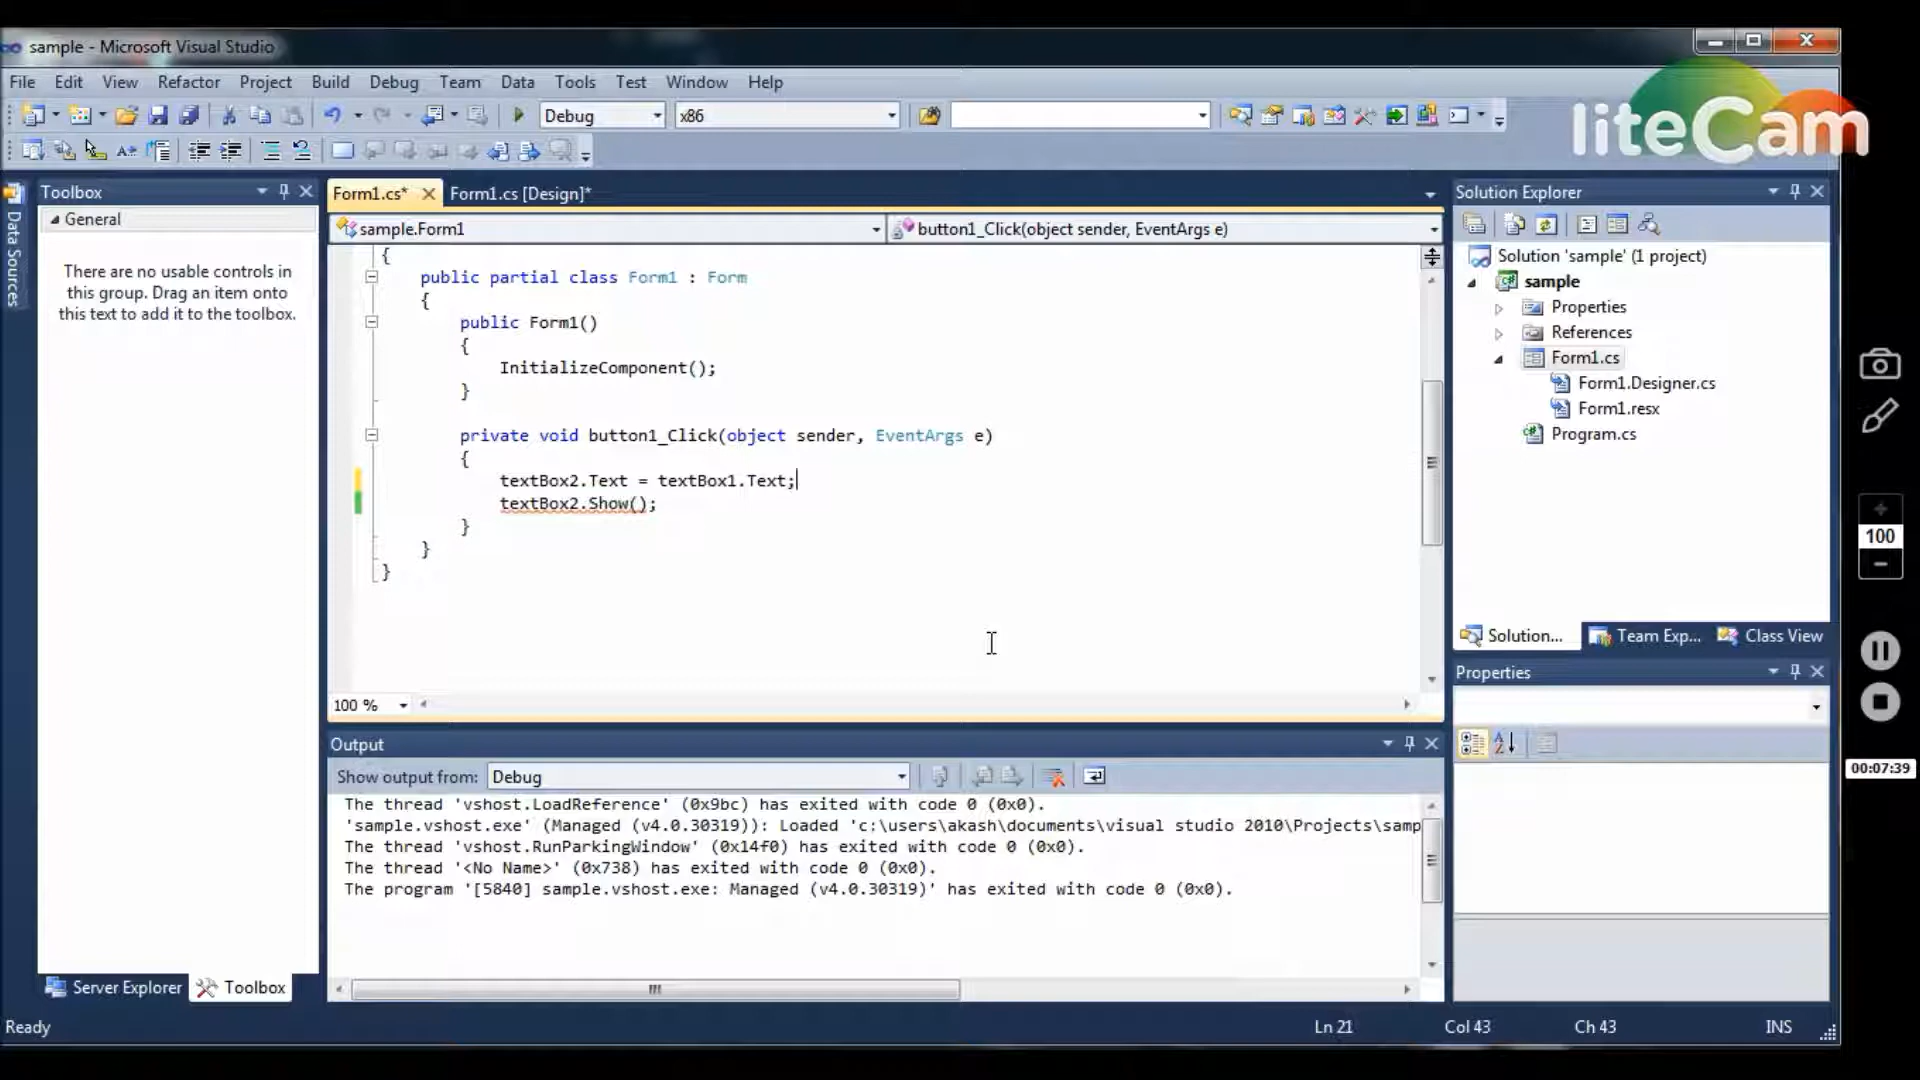 sample - Microsoft Visual Studio
File Edit View Refactor Project Build Debug Team Data Tools Test Window Help
Debug x86
liteCam
Data Sources
Toolbox
General
There are no usable controls in
this group. Drag an item onto
this text to add it to the toolbox.
Server Explorer Toolbox
Form1.cs* Form1.cs [Design]*
sample.Form1 button1_Click(object sender, EventArgs e)
{
public partial class Form1 : Form
{
public Form1()
{
InitializeComponent();
}
private void button1_Click(object sender, EventArgs e)
{
textBox2.Text = textBox1.Text;
textBox2.Show();
}
}
}
100 %
Output
Show output from: Debug
The thread 'vshost.LoadReference' (0x9bc) has exited with code 0 (0x0).
'sample.vshost.exe' (Managed (v4.0.30319)): Loaded 'c:\users\akash\documents\visual studio 2010\Projects\samp
The thread 'vshost.RunParkingWindow' (0x14f0) has exited with code 0 (0x0).
The thread '<No Name>' (0x738) has exited with code 0 (0x0).
The program '[5840] sample.vshost.exe: Managed (v4.0.30319)' has exited with code 0 (0x0).
Solution Explorer
Solution 'sample' (1 project)
sample
Properties
References
Form1.cs
Form1.Designer.cs
Form1.resx
Program.cs
Solution... Team Exp... Class View
Properties
100
00:07:39
Ready Ln 21 Col 43 Ch 43 INS